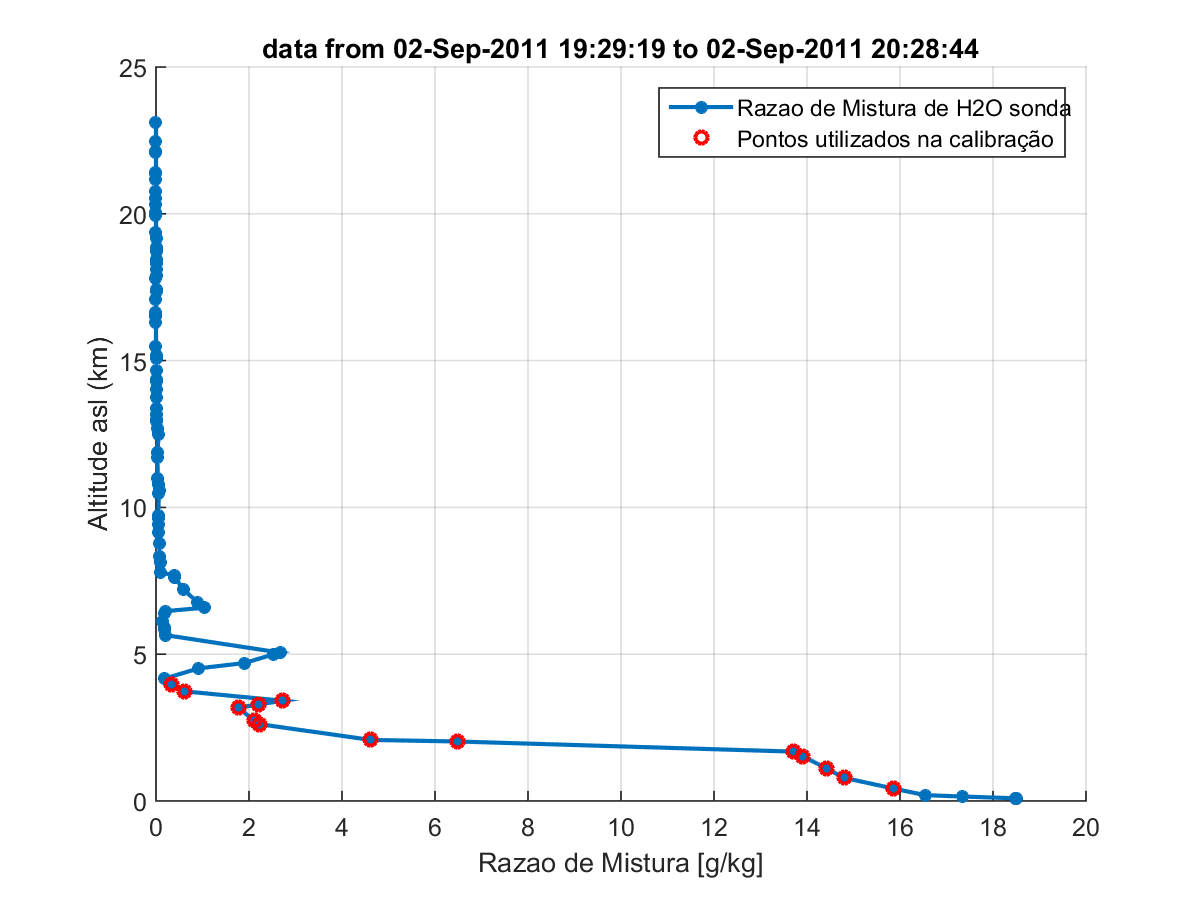 data from 02-Sep-2011 19:29:19 to 02-Sep-2011 20:28:44
Razao de Mistura de H2O sonda
Pontos utilizados na calibração
25
20
15
10
5
0
Altitude asl (km)
0 2 4 6 8 10 12 14 16 18 20
Razao de Mistura [g/kg]